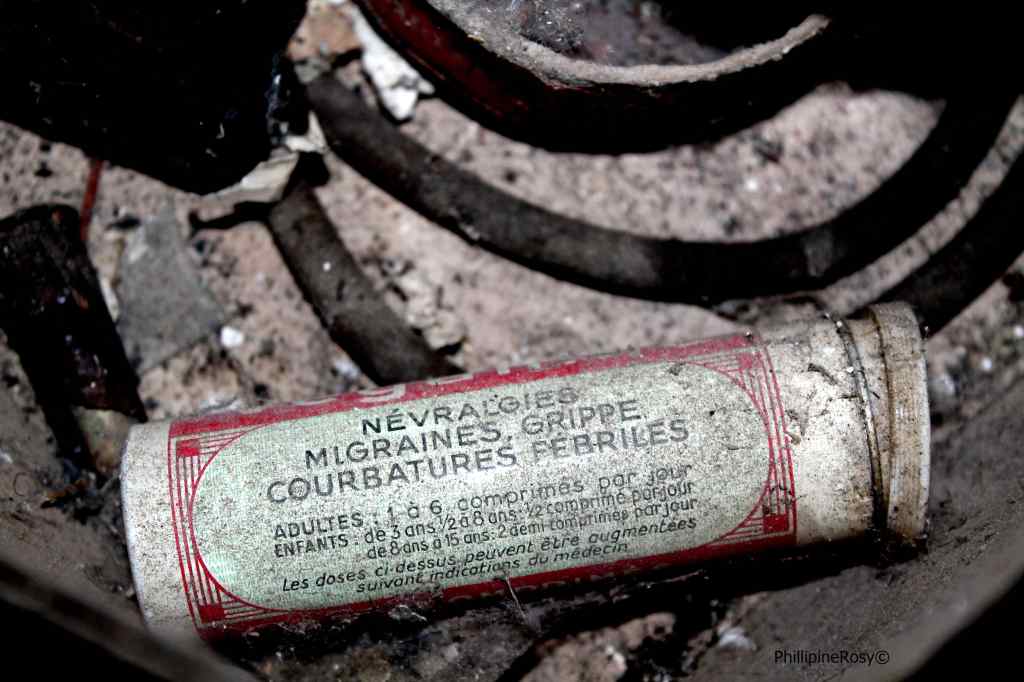 NÉVRALGIES
MIGRAINES, GRIPPE,
COURBATURES FÉBRILES
ADULTES : 1 à 6 comprimés par jour
ENFANTS : de 3 ans ½ à 8 ans: ½ comprimé par jour
de 8 ans à 15 ans: 2 demi comprimés par jour
Les doses ci-dessus peuvent être augmentées
suivant indications du médecin
PhillipineRosy©